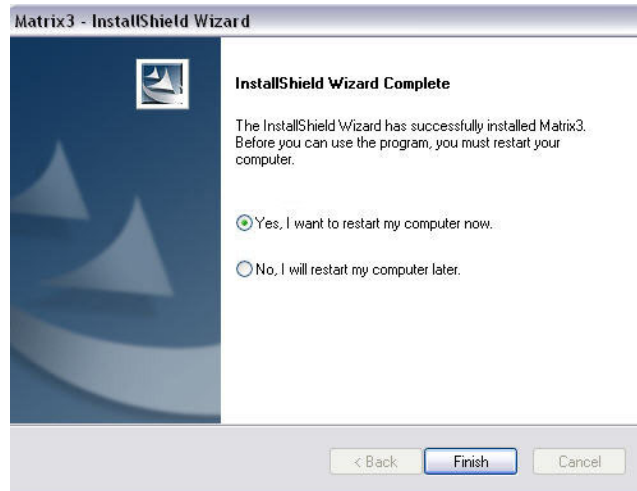 Matrix3 - InstallShield Wizard
InstallShield Wizard Complete
The InstallShield Wizard has successfully installed Matrix3.
Before you can use the program, you must restart your
computer.
Yes, I want to restart my computer now.
No, I will restart my computer later.
< Back
Finish
Cancel